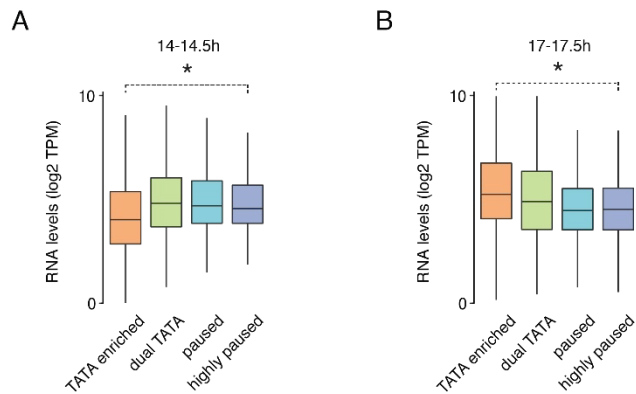 A
14-14.5h
*
10
RNA levels (log2 TPM)
0
TATA enriched
dual TATA
paused
highly paused
B
17-17.5h
*
10
RNA levels (log2 TPM)
0
TATA enriched
dual TATA
paused
highly paused